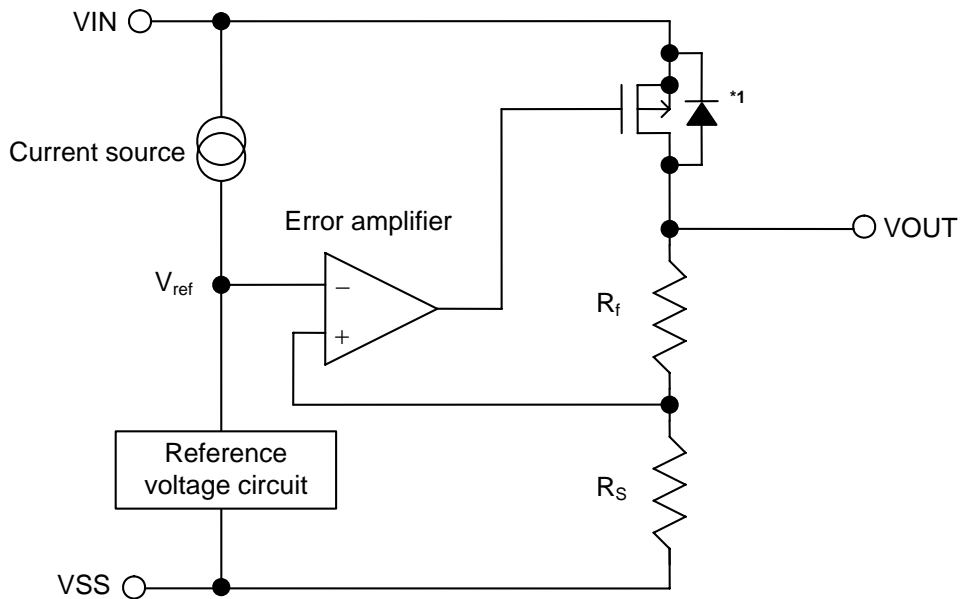 VIN
*1
Current source
Error amplifier
VOUT
Vref
−
+
Rf
Reference
voltage circuit
RS
VSS